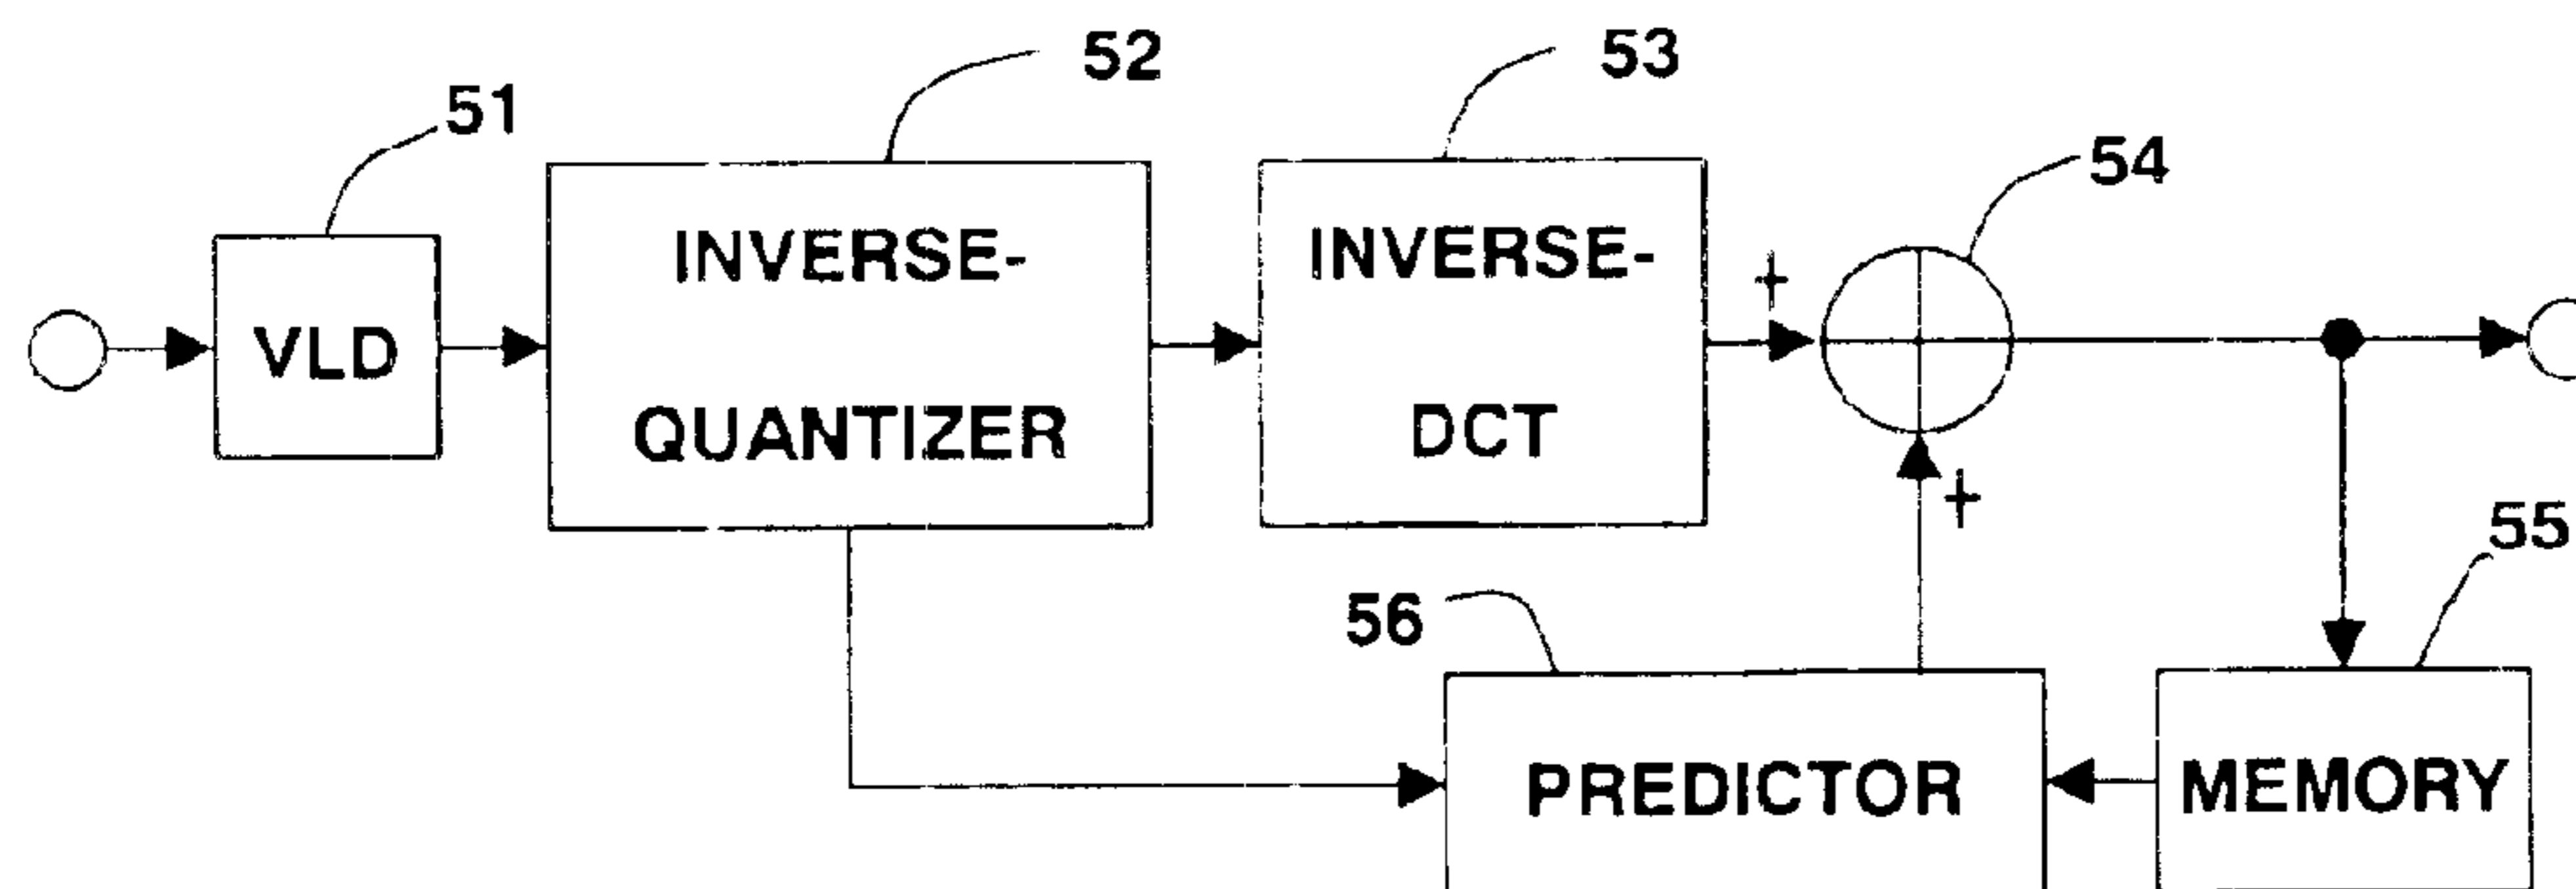 51
52
53
54
VLD
INVERSE-
QUANTIZER
INVERSE-
DCT
+
+
55
56
PREDICTOR
MEMORY